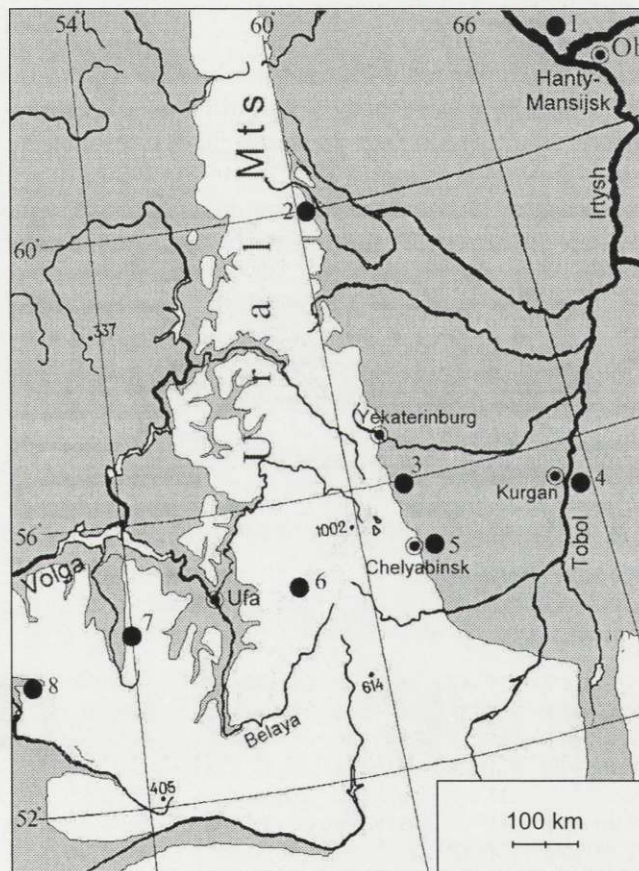 54°
60°
66°
1
Ob
Hanty-
Mansijsk
Irtysh
Ural Mts
2
60°
337
Yekaterinburg
3
Kurgan
4
Tobol
56°
1002
5
Chelyabinsk
Volga
Ufa
6
7
8
614
Belaya
405
52°
100 km